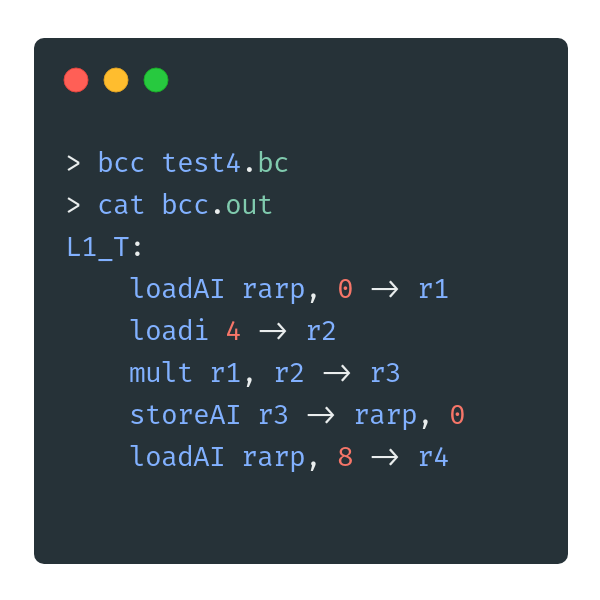 > bcc test4.bc
> cat bcc.out
L1_T:
loadAI rarp, 0 -> r1
loadi 4 -> r2
mult r1, r2 -> r3
storeAI r3 -> rarp, 0
loadAI rarp, 8 -> r4